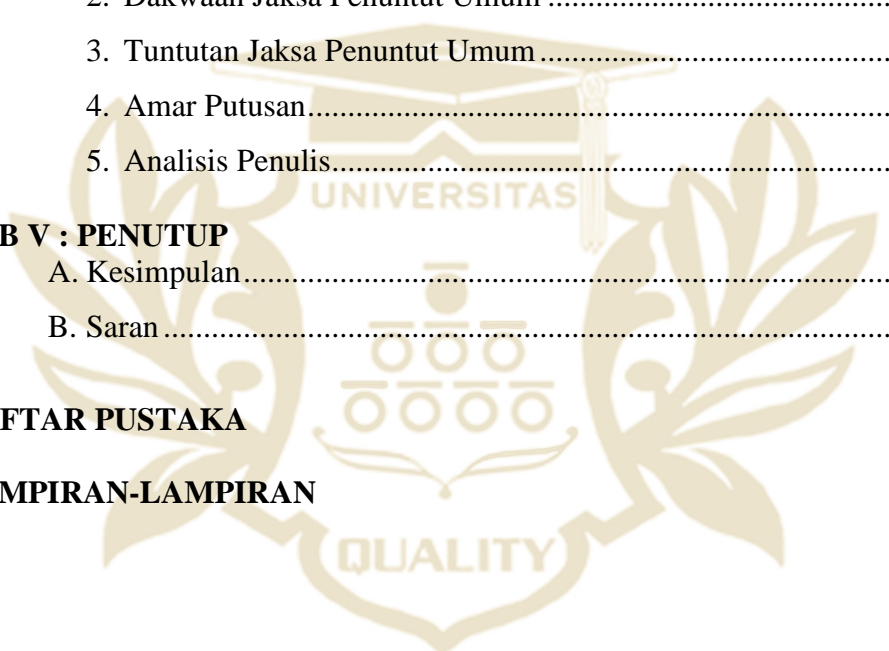 2. Dakwaan Jaksa Penuntut Umum ..........................................
3. Tuntutan Jaksa Penuntut Umum ............................................
4. Amar Putusan..........................................................................
5. Analisis Penulis.......................................................................
UNIVERSITAS
B V : PENUTUP
A. Kesimpulan.................................................................................
B. Saran ...........................................................................................
FTAR PUSTAKA
MPIRAN-LAMPIRAN
QUALITY